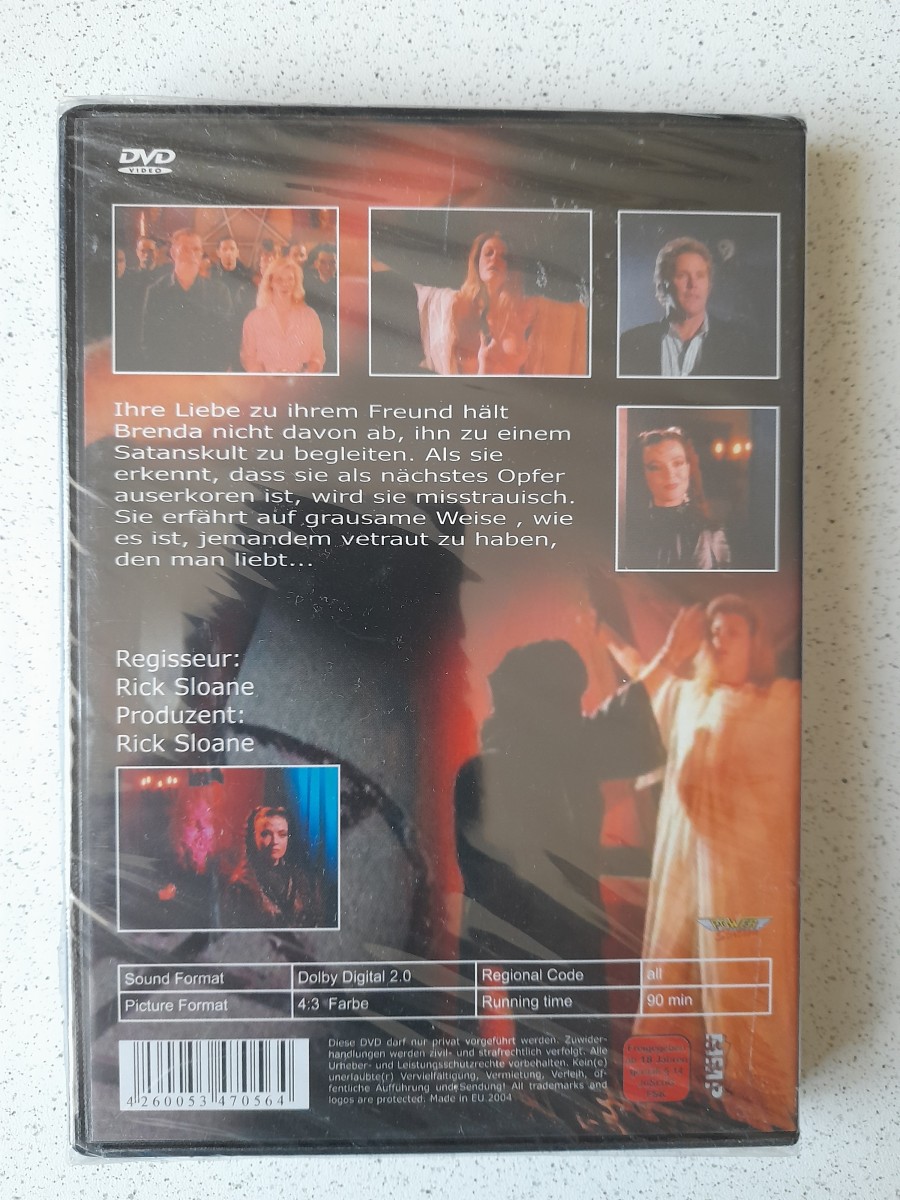 DVD
VIDEO
Ihre Liebe zu ihrem Freund hält
Brenda nicht davon ab, ihn zu einem
Satanskult zu begleiten. Als sie
erkennt, dass sie als nächstes Opfer
auserkoren ist, wird sie misstrauisch.
Sie erfährt auf grausame Weise , wie
es ist, jemandem vetraut zu haben,
den man liebt...
Regisseur:
Rick Sloane
Produzent:
Rick Sloane
Sound Format Dolby Digital 2.0 Regional Code all
Picture Format 4:3 Farbe Running time 90 min
Diese DVD darf nur privat vorgeführt werden. Zuwider-
handlungen werden zivil- und strafrechtlich verfolgt. Alle
Urheber- und Leistungsschutzrechte vorbehalten. Kein(e)
unerlaubte(r) Vervielfältigung, Vermietung, Verleih, öf-
fentliche Aufführung und Sendung! All trademarks and
logos are protected. Made in EU 2004
4 260053 470564